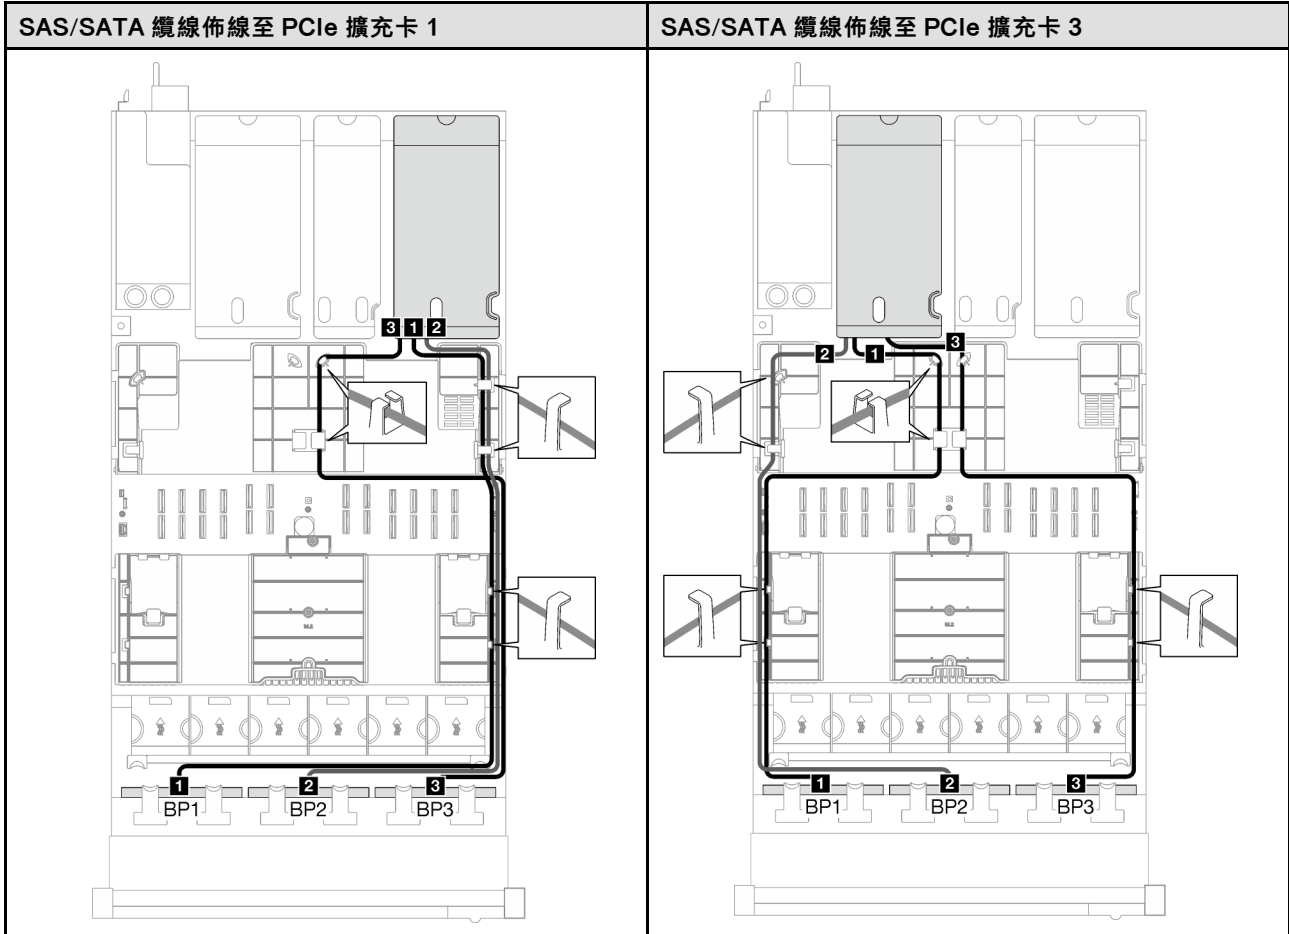 SAS/SATA 纜線佈線至 PCIe 擴充卡 1
SAS/SATA 纜線佈線至 PCIe 擴充卡 3
3 1 2
1 2 3
BP1 BP2 BP3
2 1 3
1 2 3
BP1 BP2 BP3